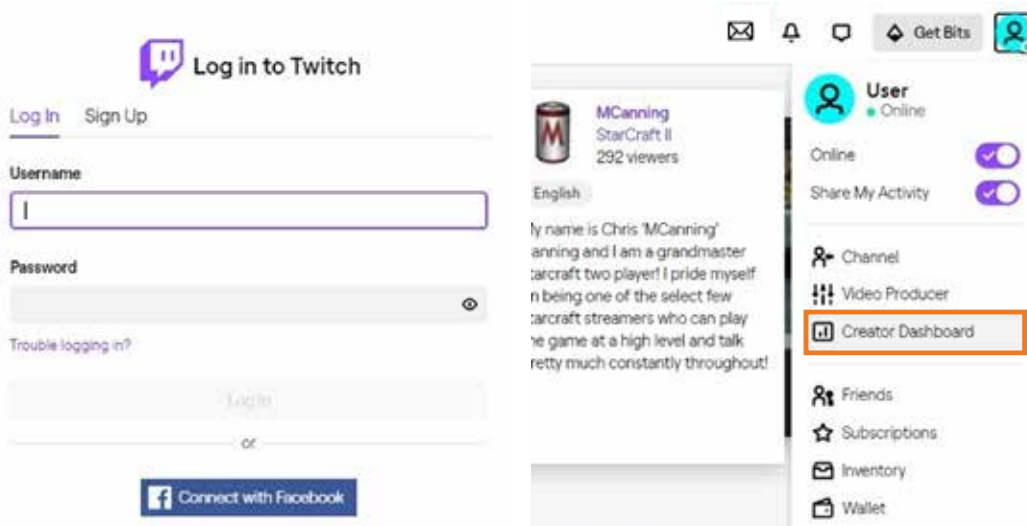 Log in to Twitch
Log In Sign Up
Username
Password
Trouble logging in?
Log In
or
Connect with Facebook
Get Bits
MCanning
StarCraft II
292 viewers
English
y name is Chris 'MCanning'
anning and I am a grandmaster
tarcraft two player! I pride myself
n being one of the select few
tarcraft streamers who can play
he game at a high level and talk
retty much constantly throughout!
User
Online
Online
Share My Activity
Channel
Video Producer
Creator Dashboard
Friends
Subscriptions
Inventory
Wallet